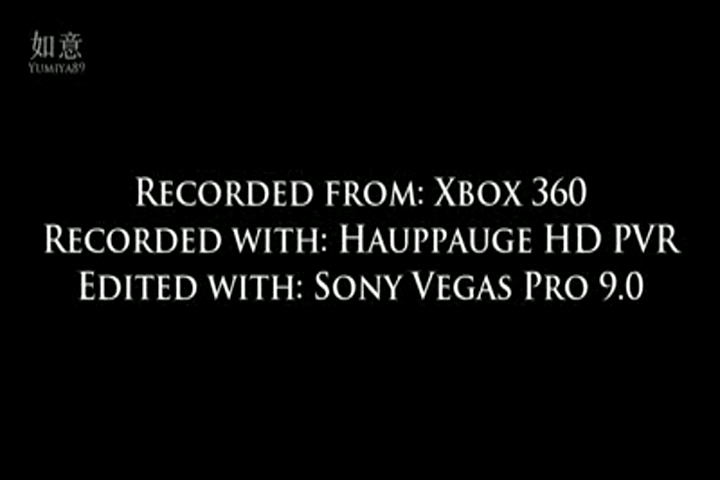 如意
Yumiya89
Recorded from: Xbox 360
Recorded with: Hauppauge HD PVR
Edited with: Sony Vegas Pro 9.0